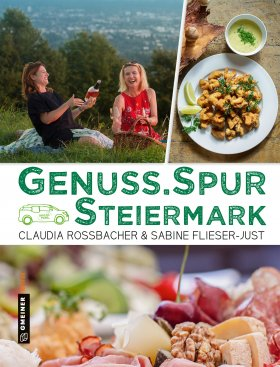 GENUSS.SPUR
STEIERMARK
CLAUDIA ROSSBACHER & SABINE FLIESER-JUST
GMEINER